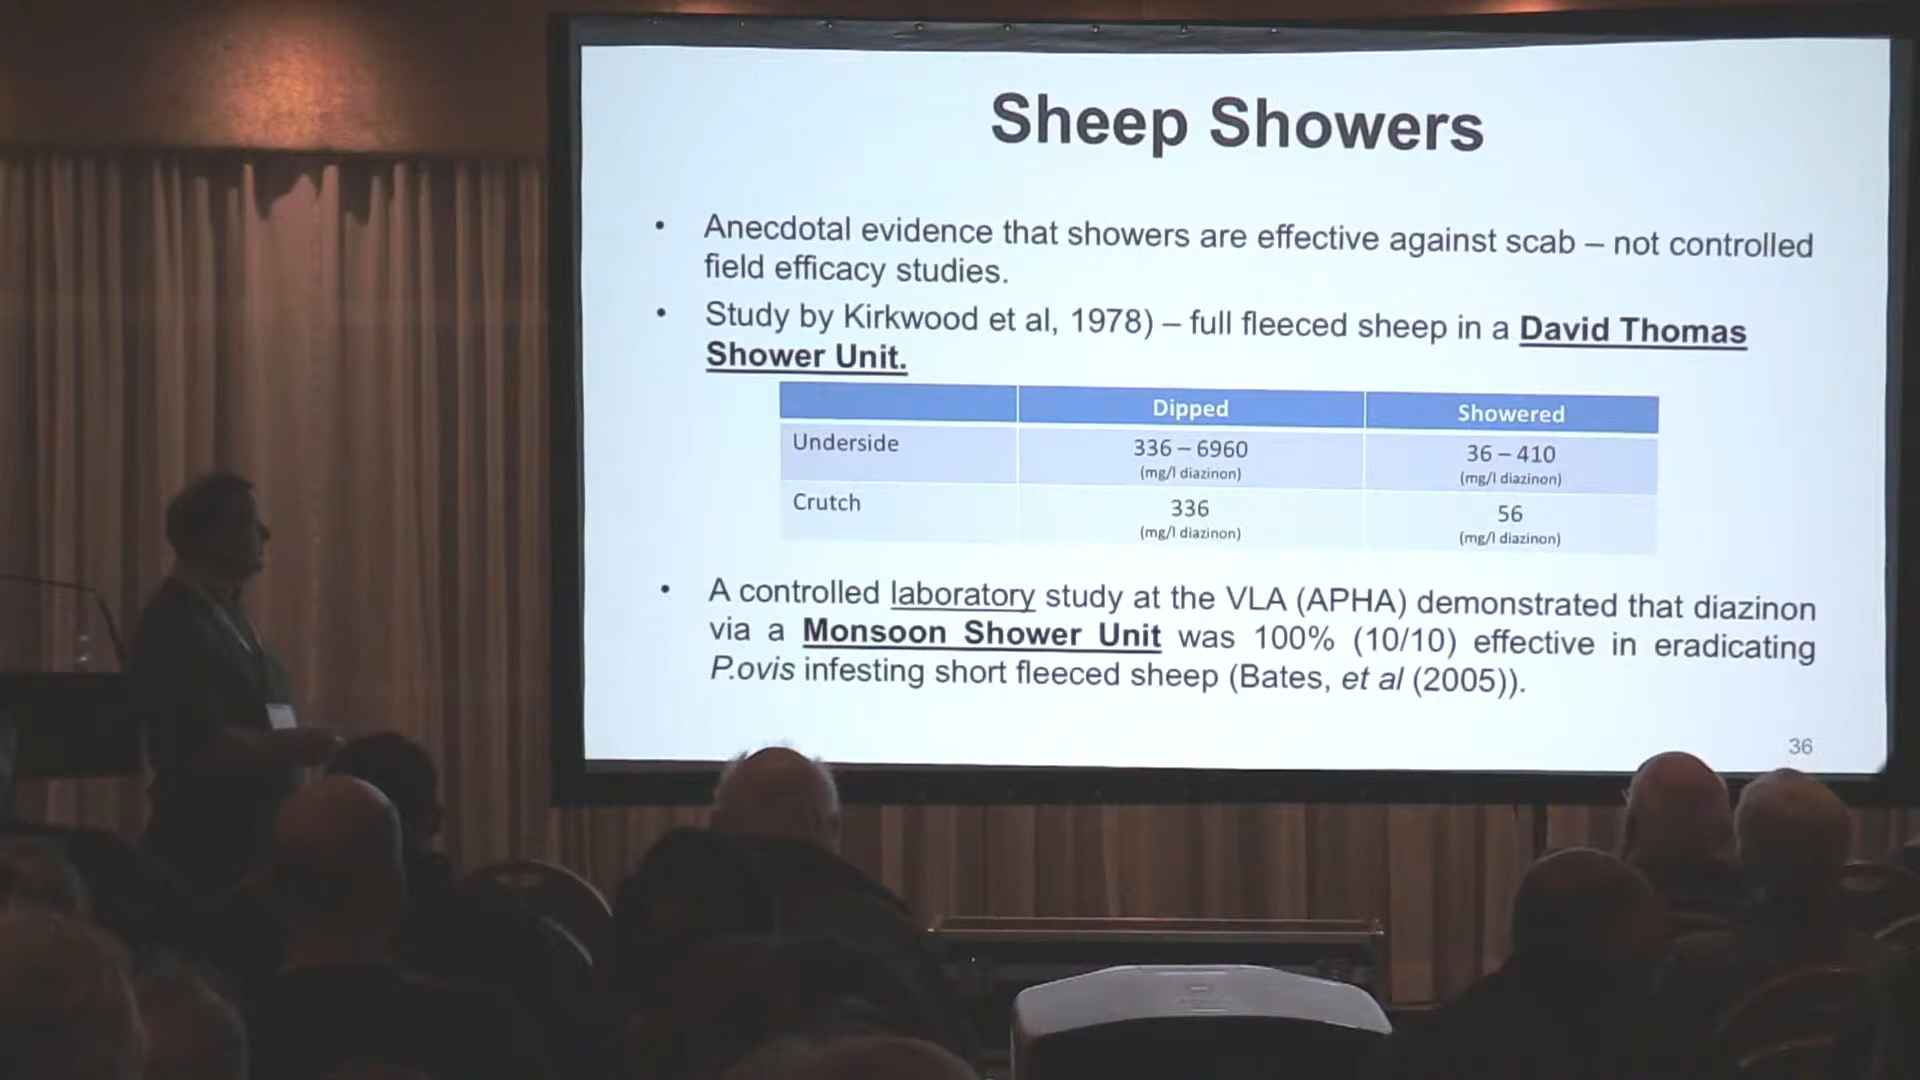 Sheep Showers
• Anecdotal evidence that showers are effective against scab – not controlled
field efficacy studies.
• Study by Kirkwood et al, 1978) – full fleeced sheep in a David Thomas
Shower Unit.
Dipped Showered
Underside 336 – 6960 36 – 410
(mg/l diazinon) (mg/l diazinon)
Crutch 336 56
(mg/l diazinon) (mg/l diazinon)
• A controlled laboratory study at the VLA (APHA) demonstrated that diazinon
via a Monsoon Shower Unit was 100% (10/10) effective in eradicating
P.ovis infesting short fleeced sheep (Bates, et al (2005)).
36